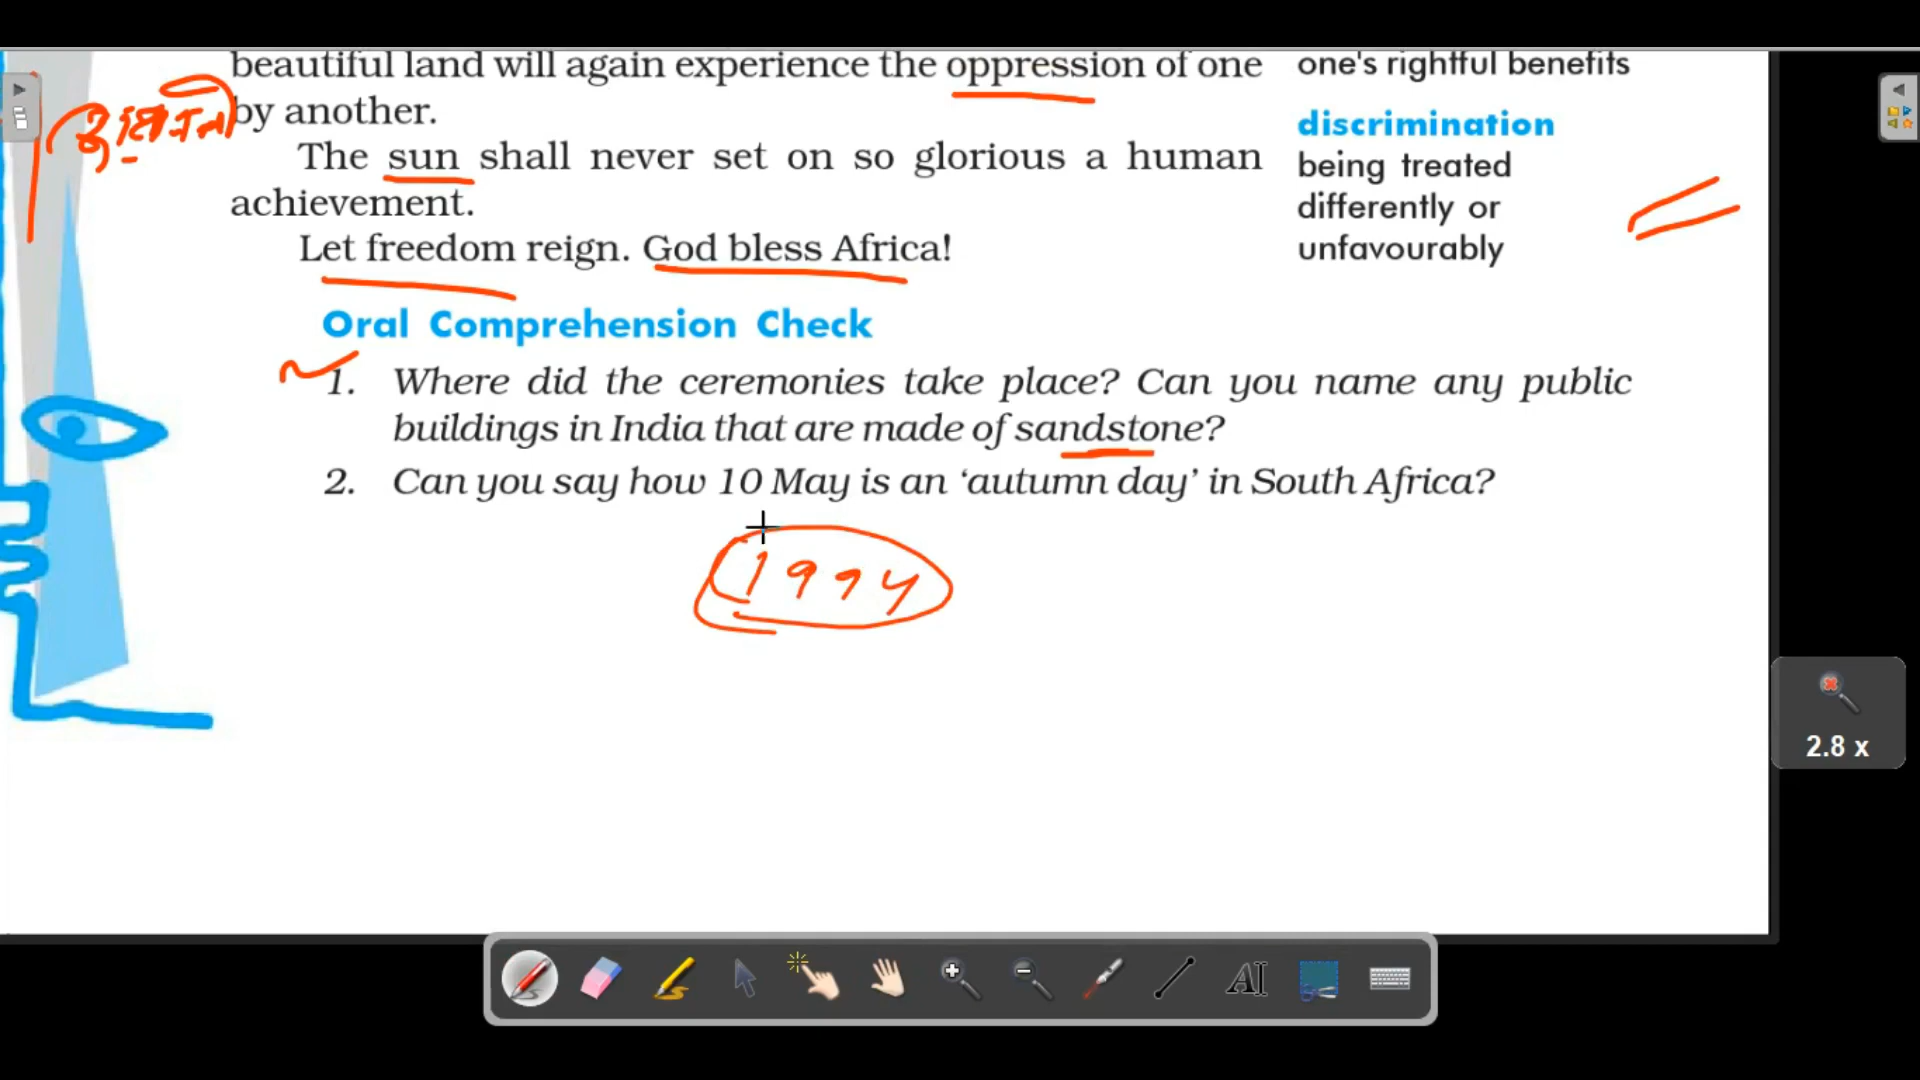 beautiful land will again experience the oppression of one
by another.
The sun shall never set on so glorious a human
achievement.
Let freedom reign. God bless Africa!
one's rightful benefits
discrimination
being treated
differently or
unfavourably
Oral Comprehension Check
1. Where did the ceremonies take place? Can you name any public
buildings in India that are made of sandstone?
2. Can you say how 10 May is an ‘autumn day’ in South Africa?
1994
2.8 x
AI